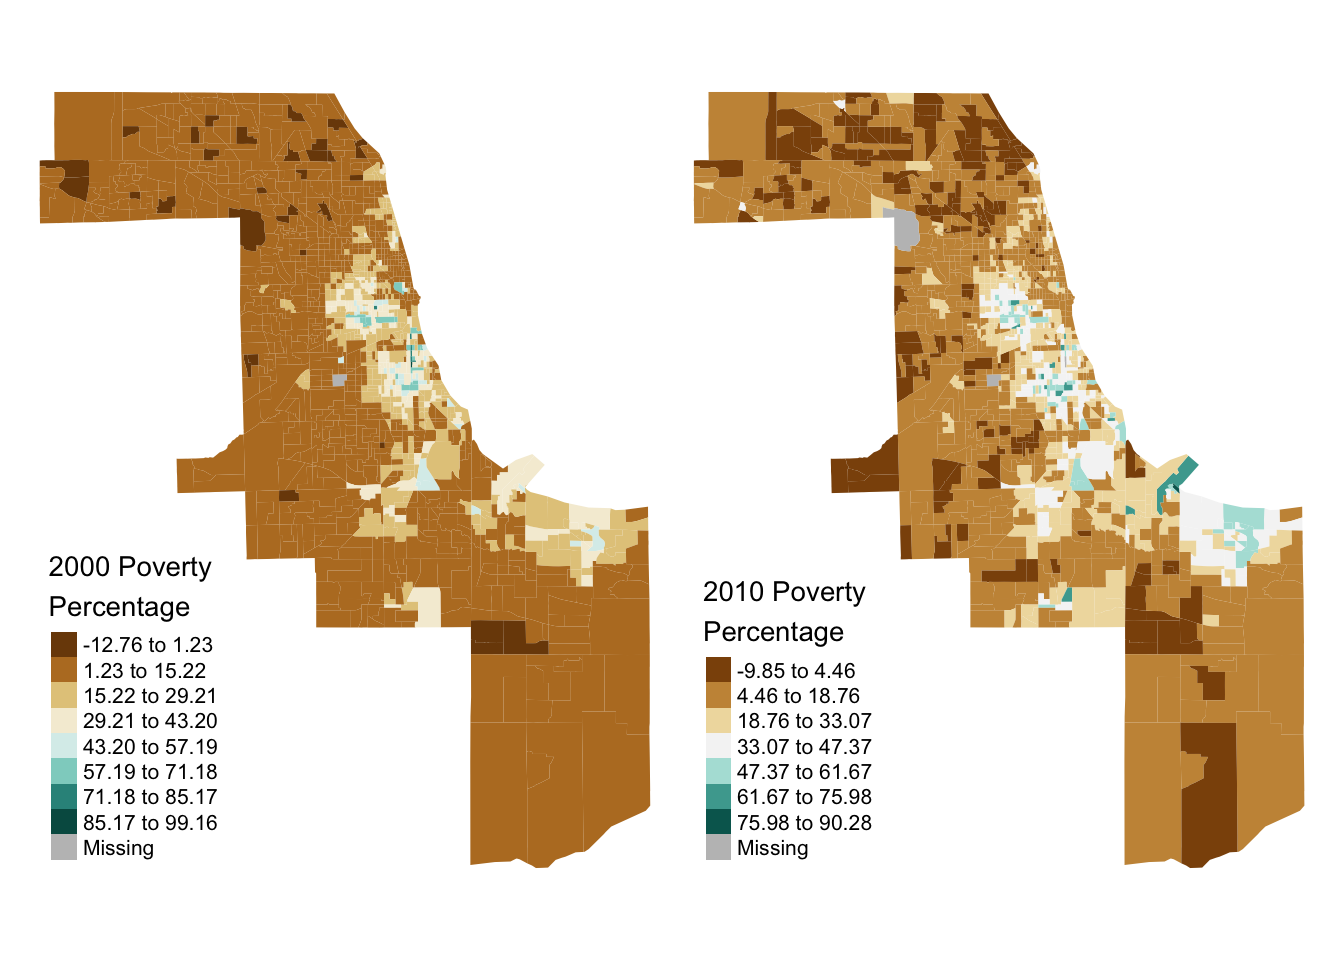 2000 Poverty
Percentage
-12.76 to 1.23
1.23 to 15.22
15.22 to 29.21
29.21 to 43.20
43.20 to 57.19
57.19 to 71.18
71.18 to 85.17
85.17 to 99.16
Missing
2010 Poverty
Percentage
-9.85 to 4.46
4.46 to 18.76
18.76 to 33.07
33.07 to 47.37
47.37 to 61.67
61.67 to 75.98
75.98 to 90.28
Missing